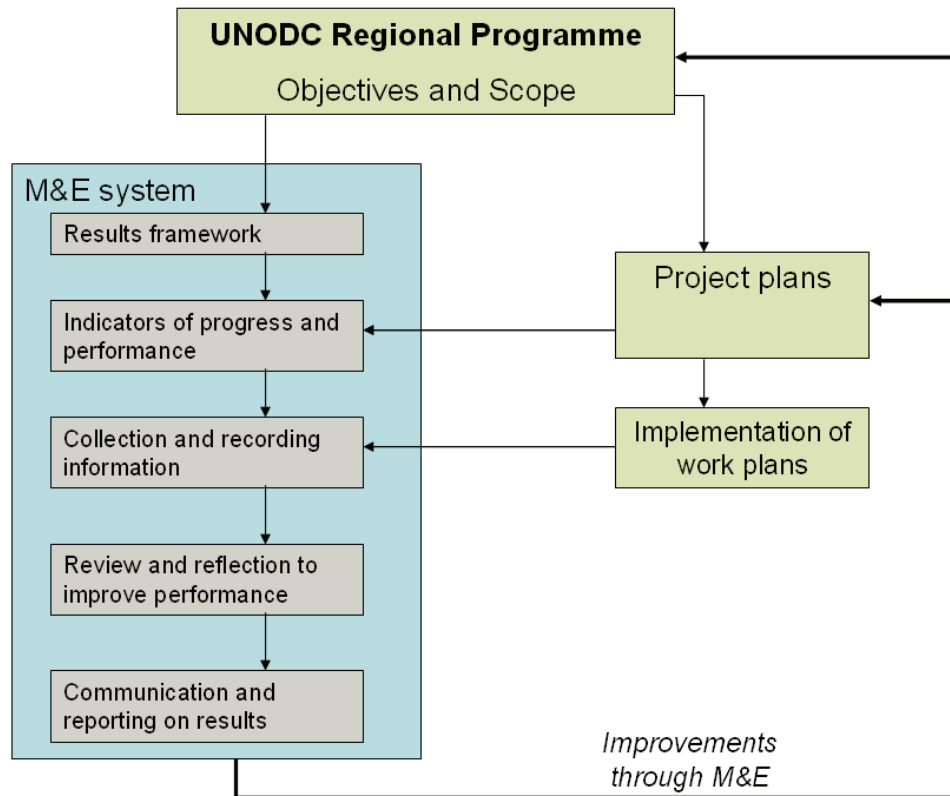 UNODC Regional Programme
Objectives and Scope
M&E system
Results framework
Indicators of progress and
performance
Collection and recording
information
Review and reflection to
improve performance
Communication and
reporting on results
Project plans
Implementation of
work plans
Improvements
through M&E